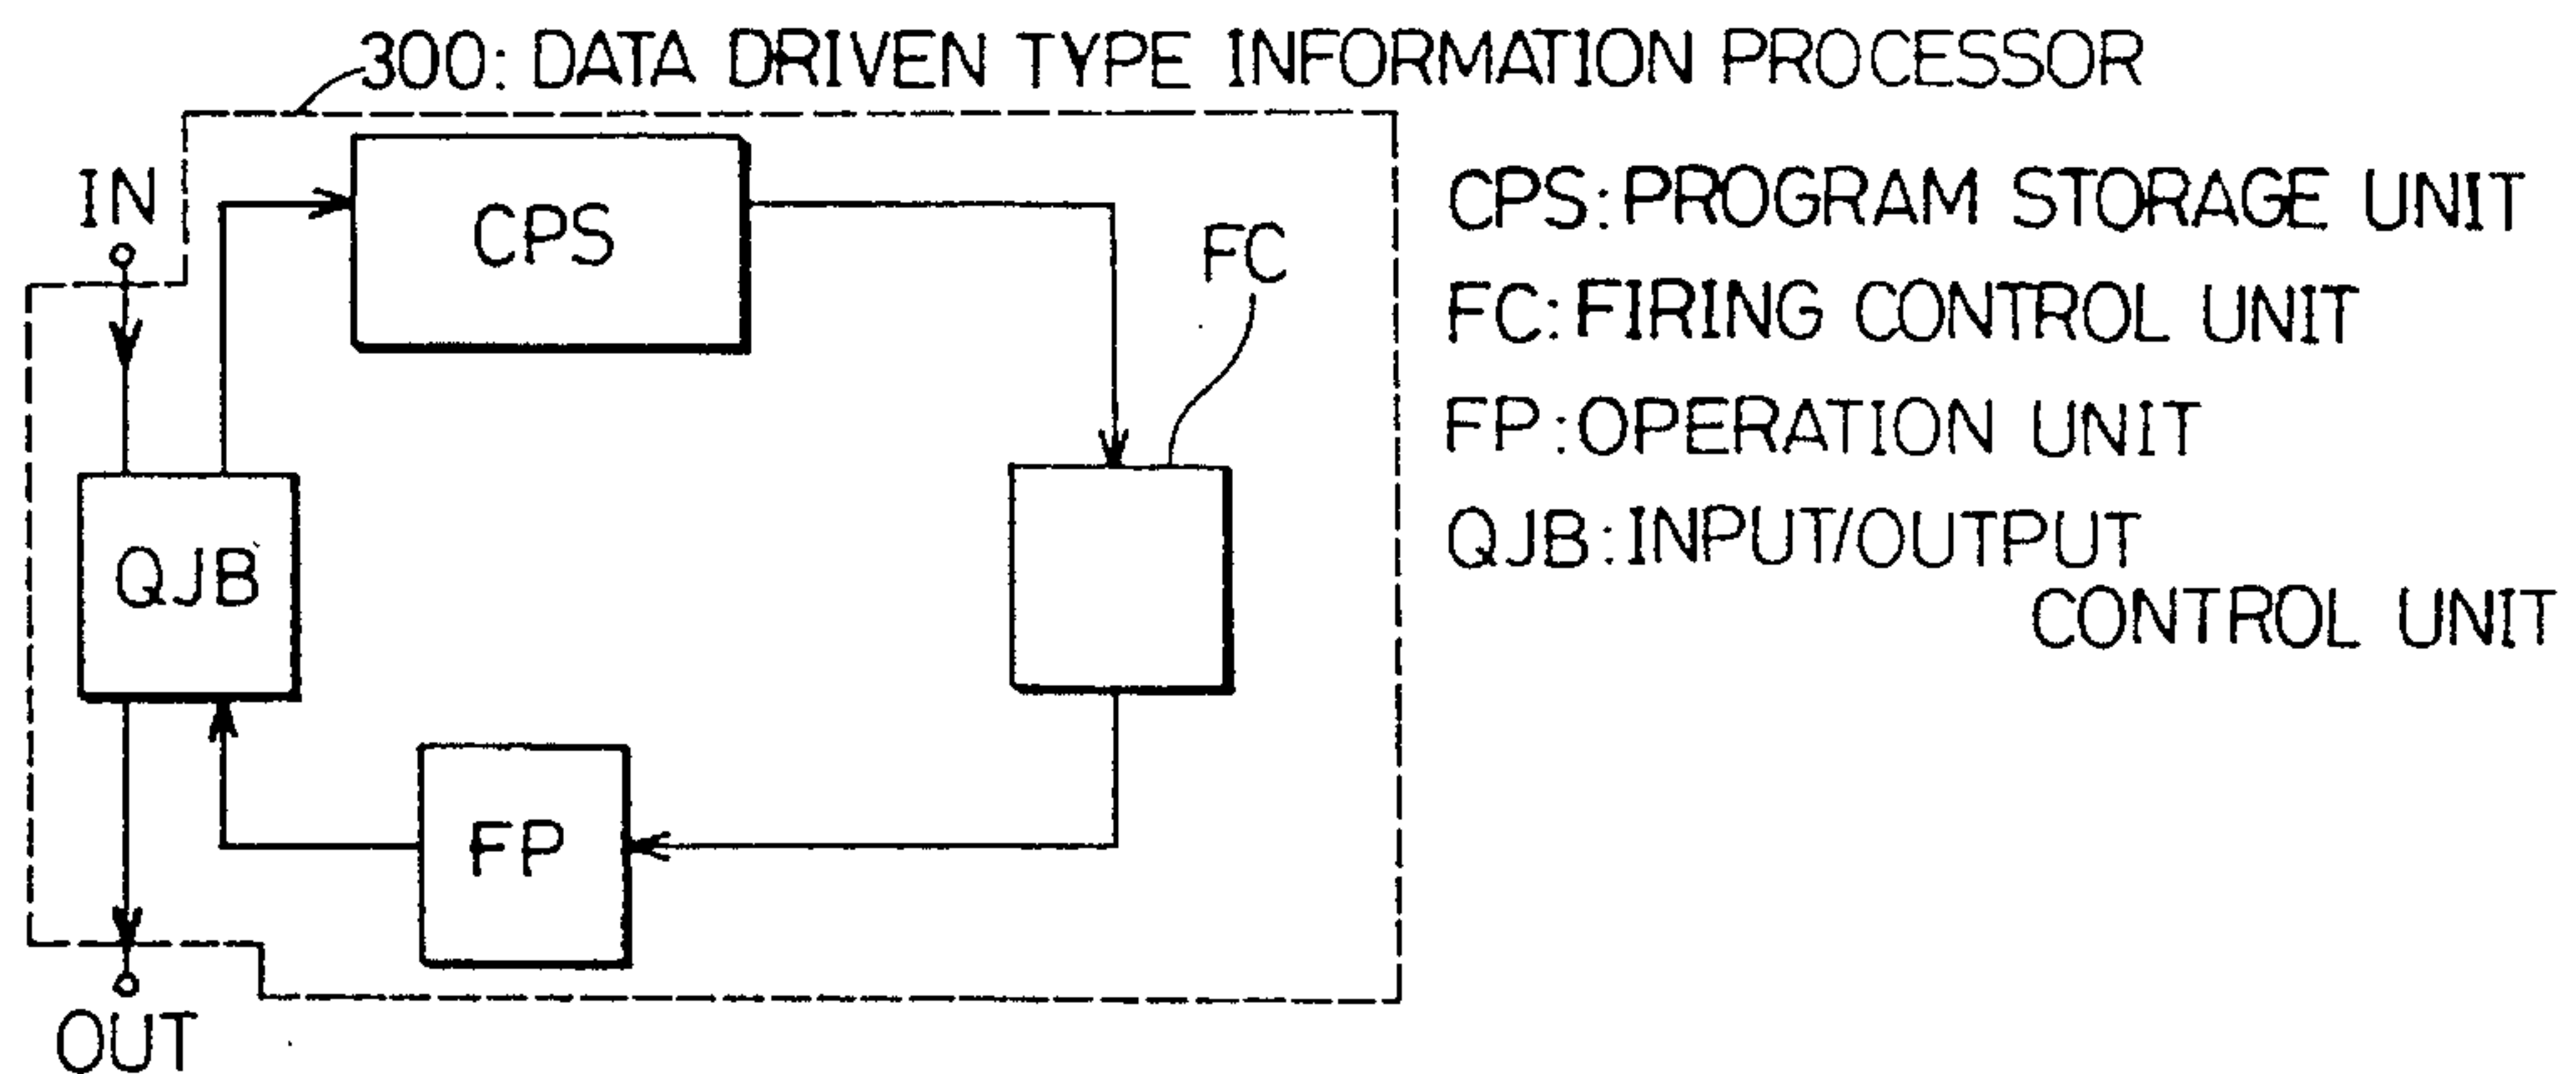 300: DATA DRIVEN TYPE INFORMATION PROCESSOR
IN
CPS
FC
QJB
FP
OUT
CPS: PROGRAM STORAGE UNIT
FC: FIRING CONTROL UNIT
FP: OPERATION UNIT
QJB: INPUT/OUTPUT
CONTROL UNIT